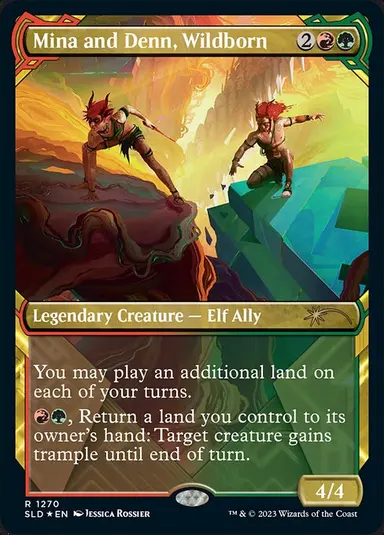 Mina and Denn, Wildborn 2
Legendary Creature — Elf Ally
You may play an additional land on
each of your turns.
, Return a land you control to its
owner's hand: Target creature gains
trample until end of turn.
4/4
R 1270
SLD ★ EN Jessica Rossier
™ & © 2023 Wizards of the Coast